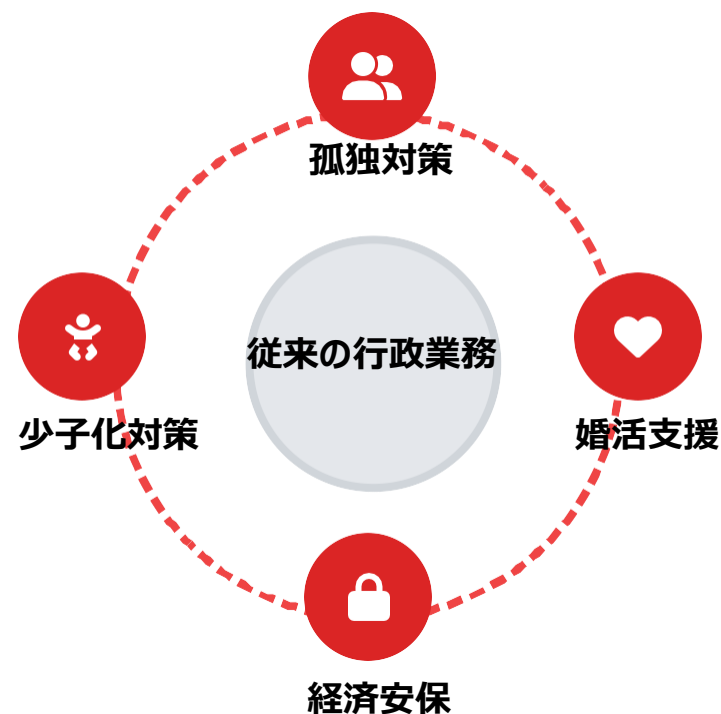 孤独対策
従来の行政業務
少子化対策
婚活支援
経済安保